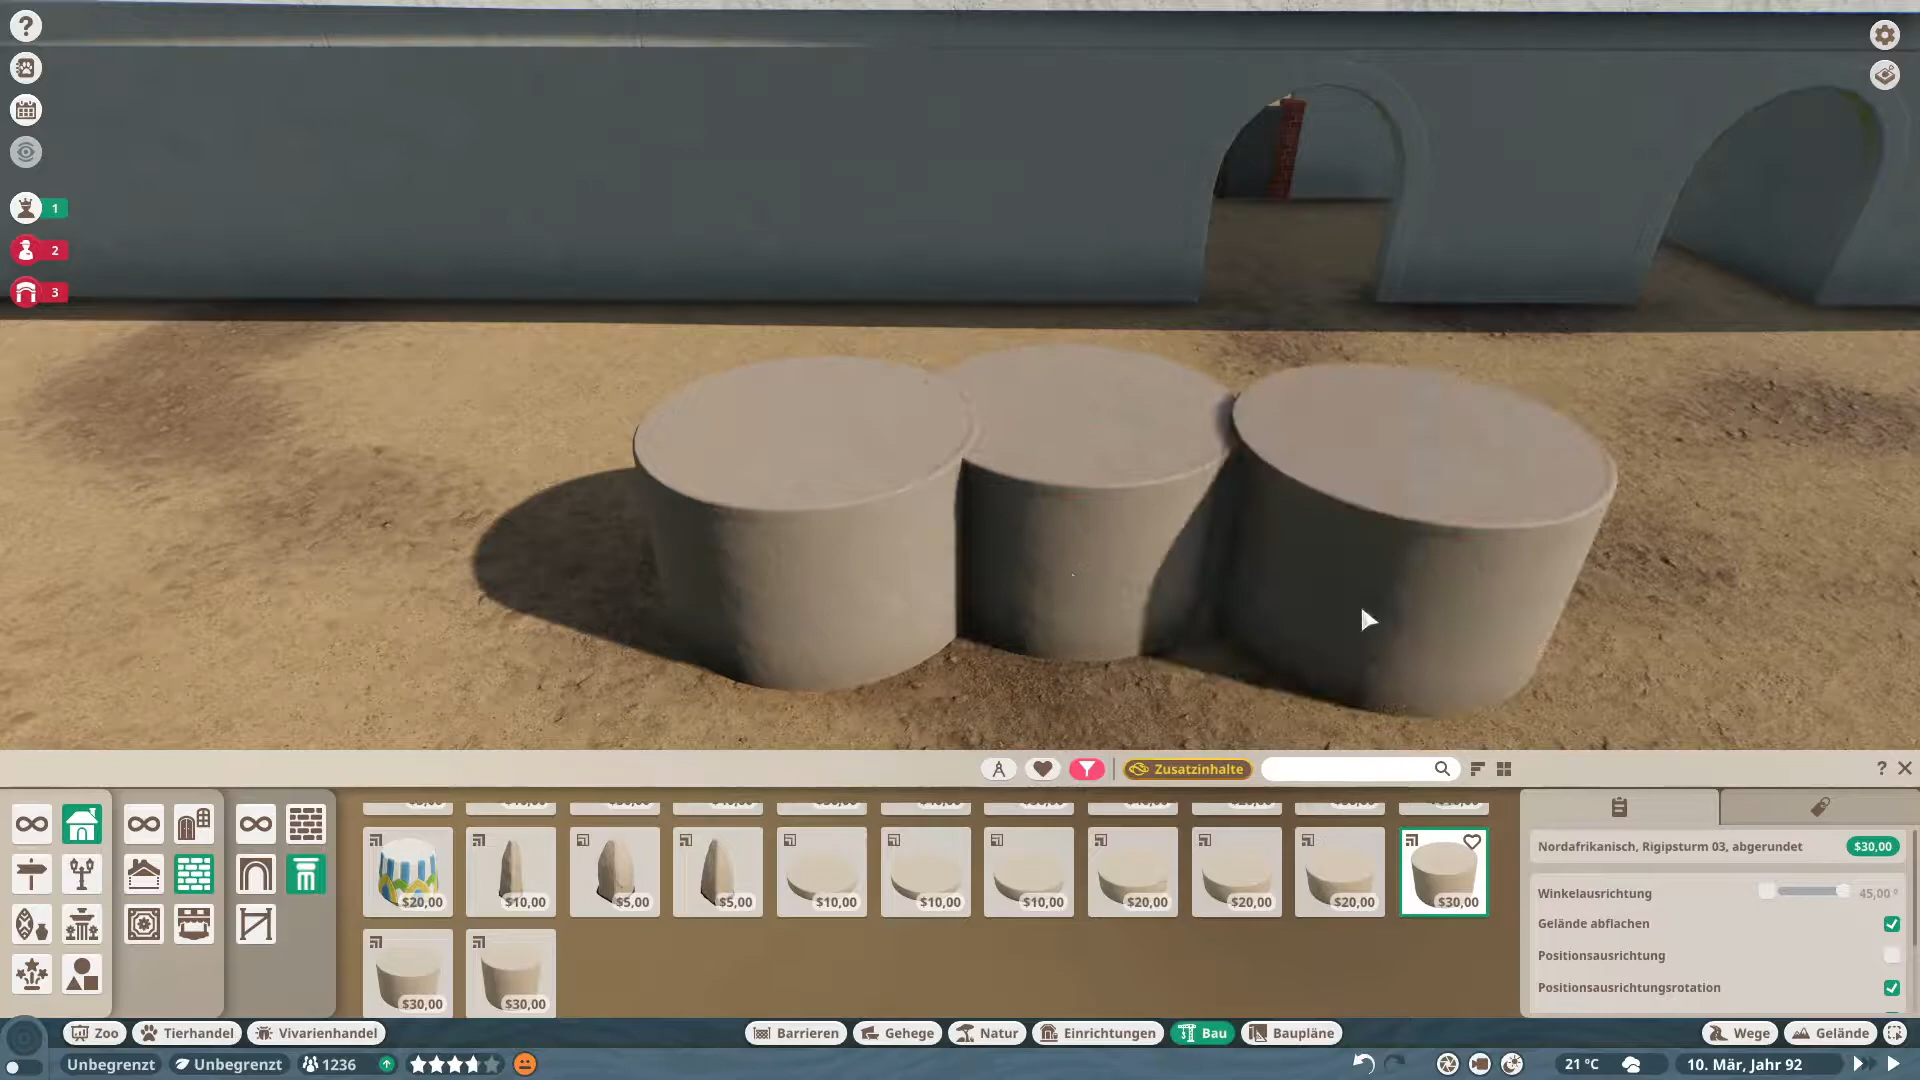 ?
1
2
3
Zusatzinhalte
?
$20,00
$10,00
$5,00
$5,00
$10,00
$10,00
$10,00
$20,00
$20,00
$20,00
$30,00
$30,00
$30,00
Nordafrikanisch, Rigipsturm 03, abgerundet
$30,00
Winkelausrichtung
45,00 °
Gelände abflachen
Positionsausrichtung
Positionsausrichtungsrotation
Zoo
Tierhandel
Vivarienhandel
Barrieren
Gehege
Natur
Einrichtungen
Bau
Baupläne
Wege
Gelände
Unbegrenzt
Unbegrenzt
1236
21 °C
10. Mär, Jahr 92